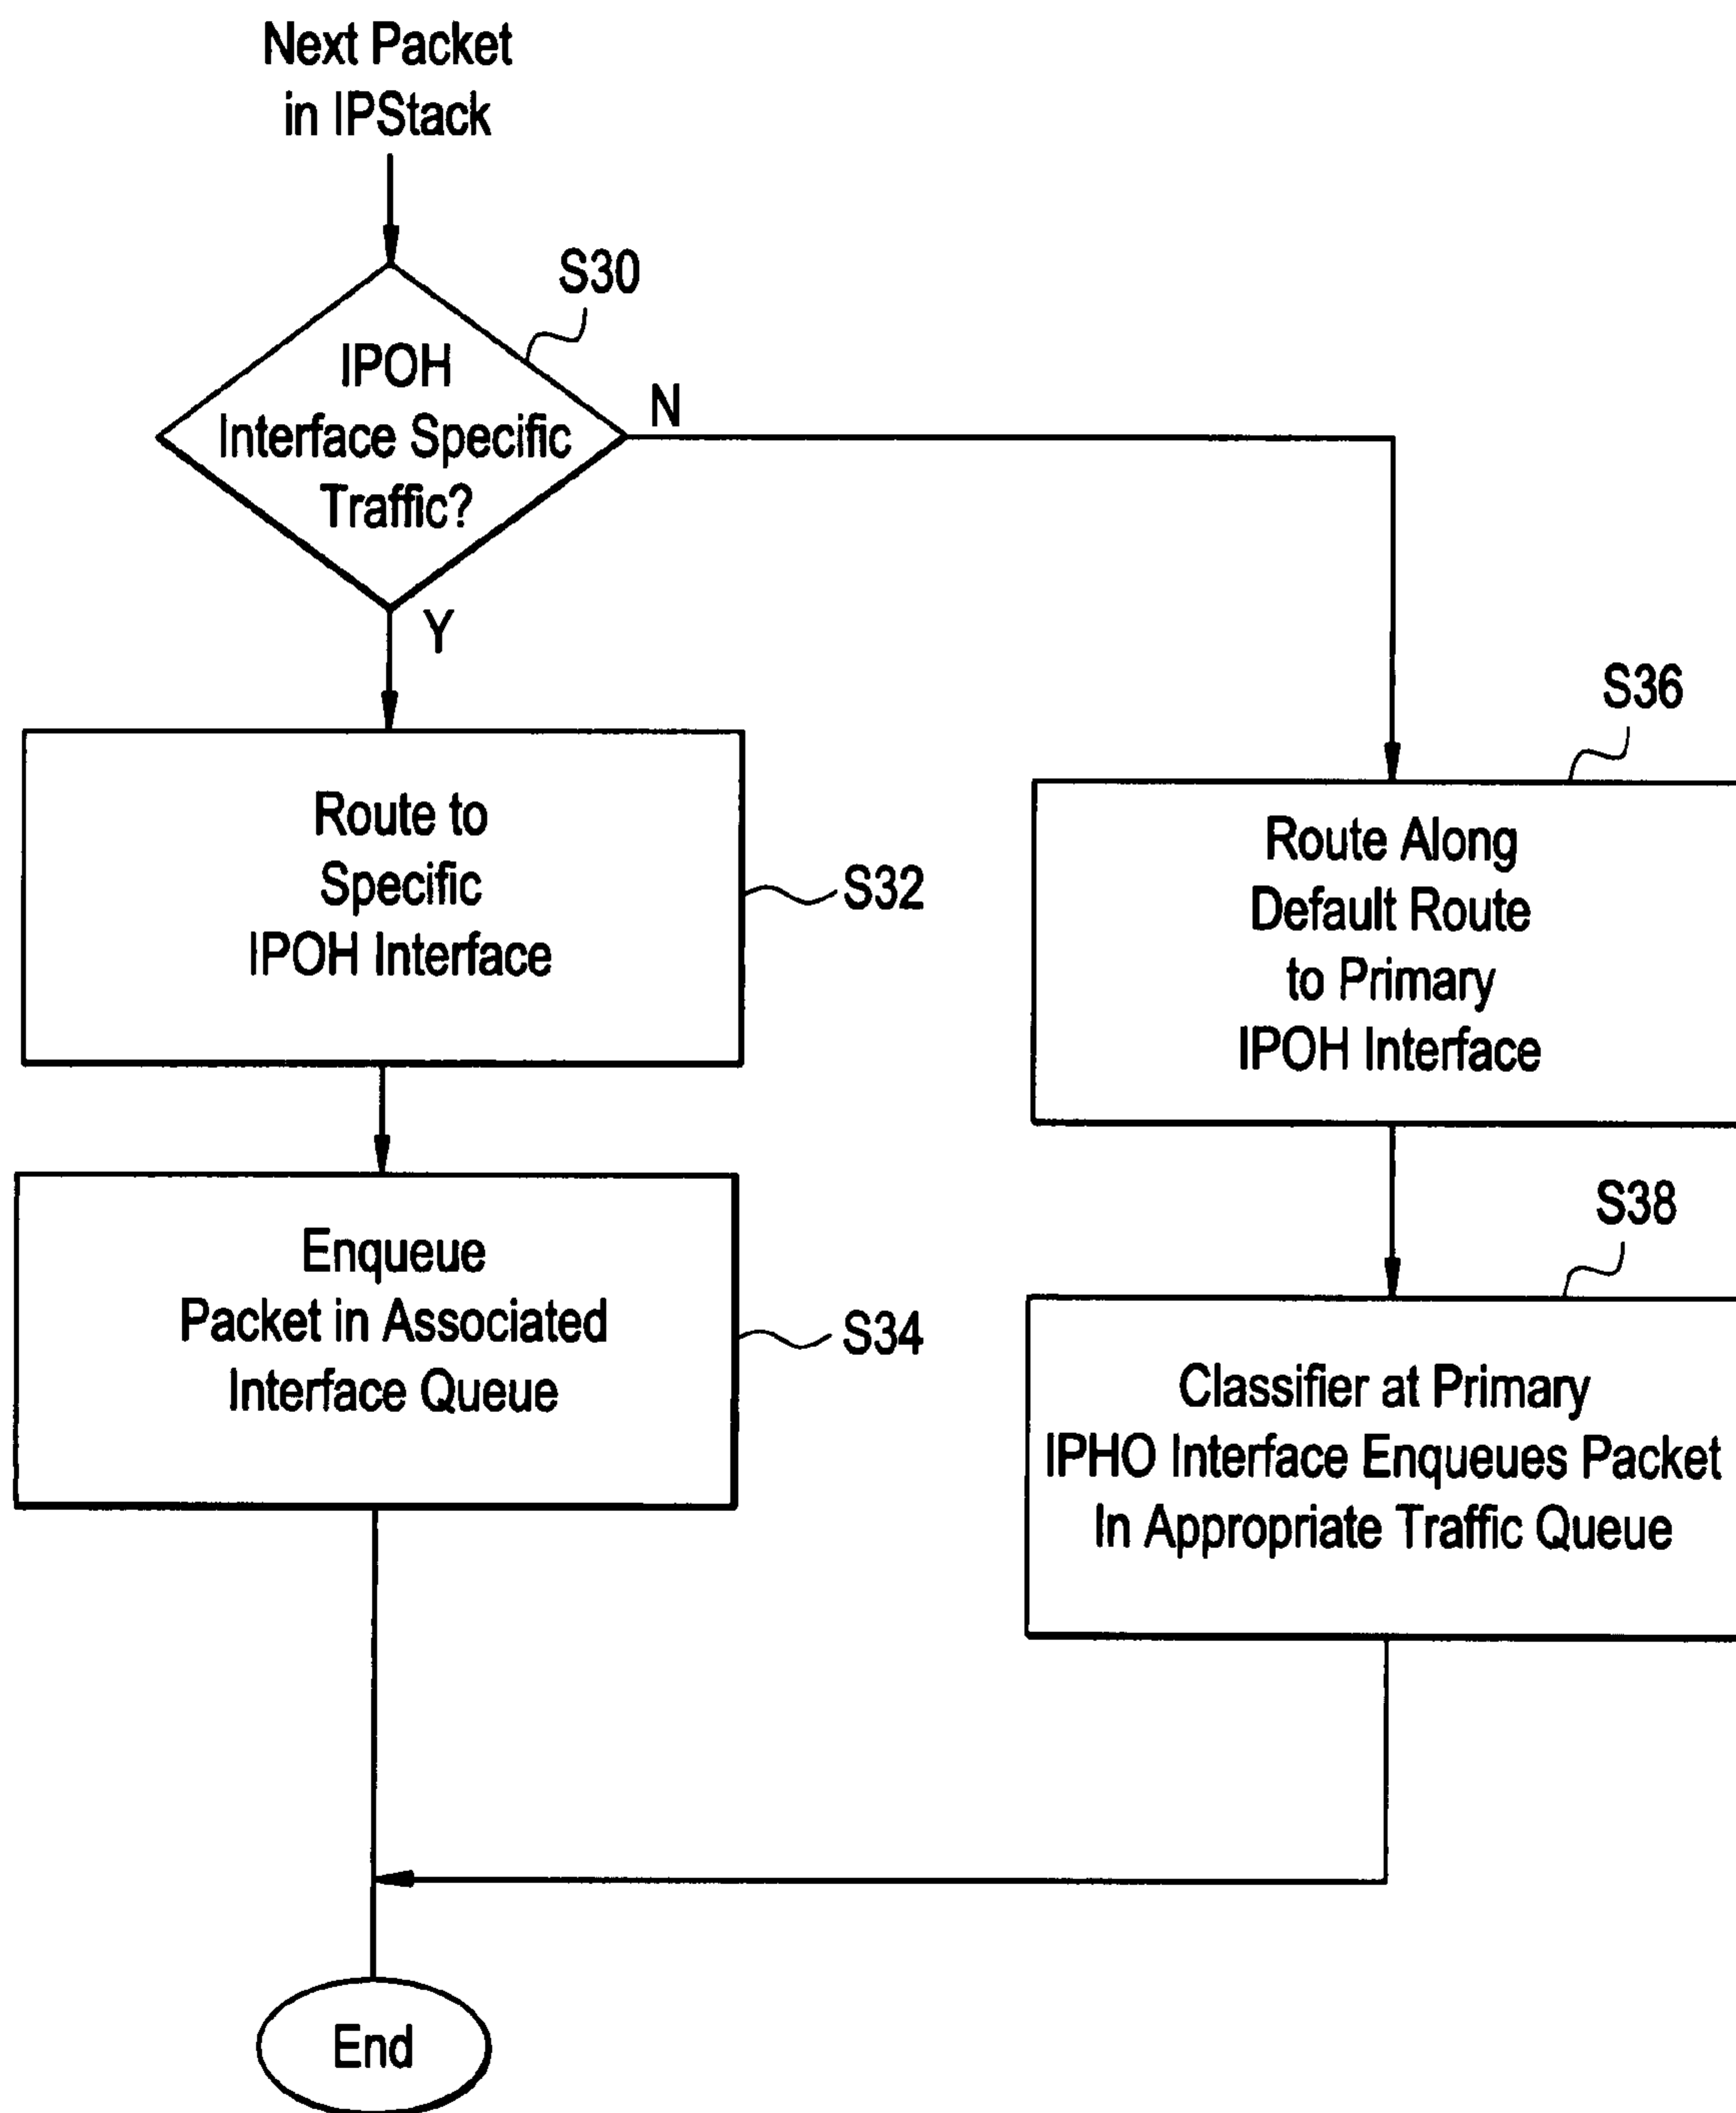 Next Packet
in IPStack
S30
IPOH
Interface Specific
Traffic?
N
Y
Route to
Specific
IPOH Interface
S32
Enqueue
Packet in Associated
Interface Queue
S34
S36
Route Along
Default Route
to Primary
IPOH Interface
S38
Classifier at Primary
IPHO Interface Enqueues Packet
In Appropriate Traffic Queue
End